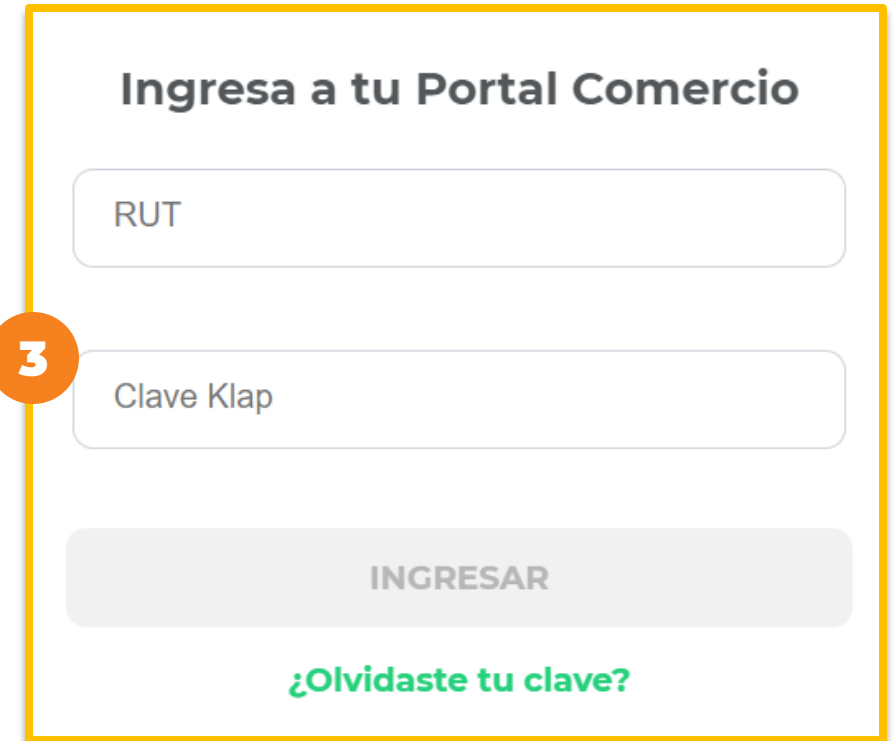 Ingresa a tu Portal Comercio
RUT
3
Clave Klap
INGRESAR
¿Olvidaste tu clave?